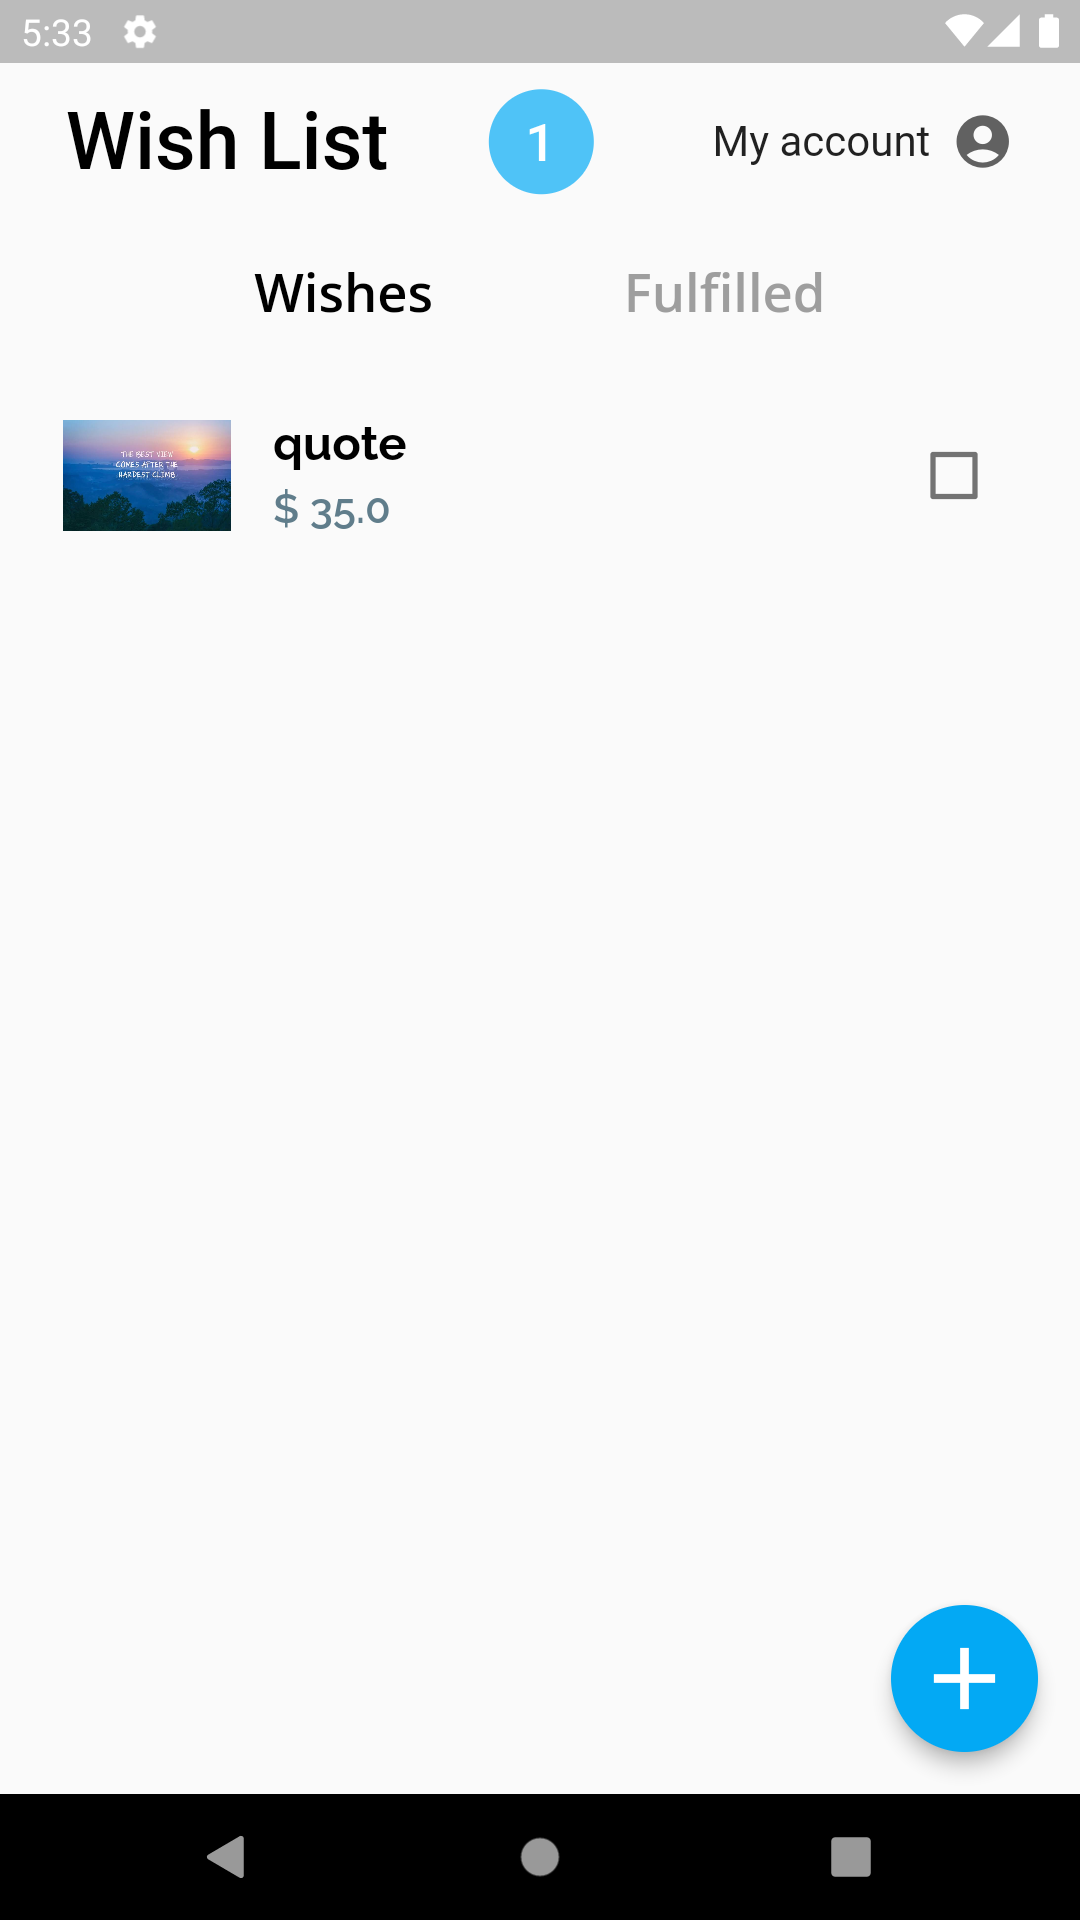 5:33
Wish List
1
My account
Wishes
Fulfilled
THE BEST VIEW
COMES AFTER THE
HARDEST CLIMB
quote
$ 35.0